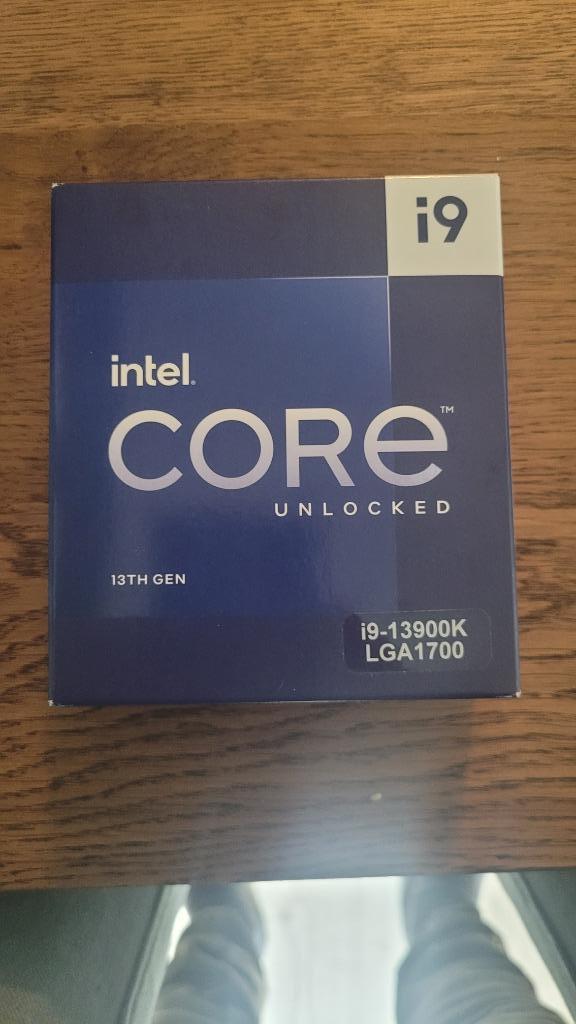 i9
intel.
CORE™
UNLOCKED
13TH GEN
i9-13900K
LGA1700